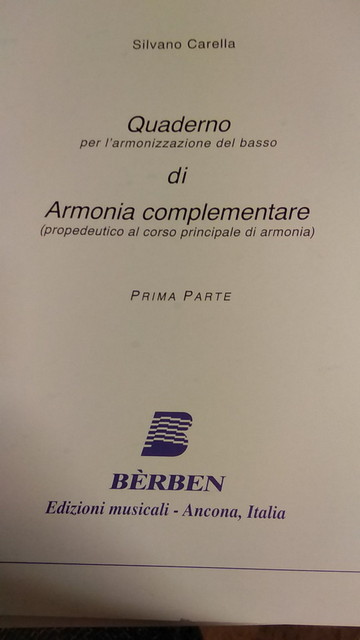 Silvano Carella
Quaderno
per l'armonizzazione del basso
di
Armonia complementare
(propedeutico al corso principale di armonia)
PRIMA PARTE
B
BÈRBEN
Edizioni musicali - Ancona, Italia